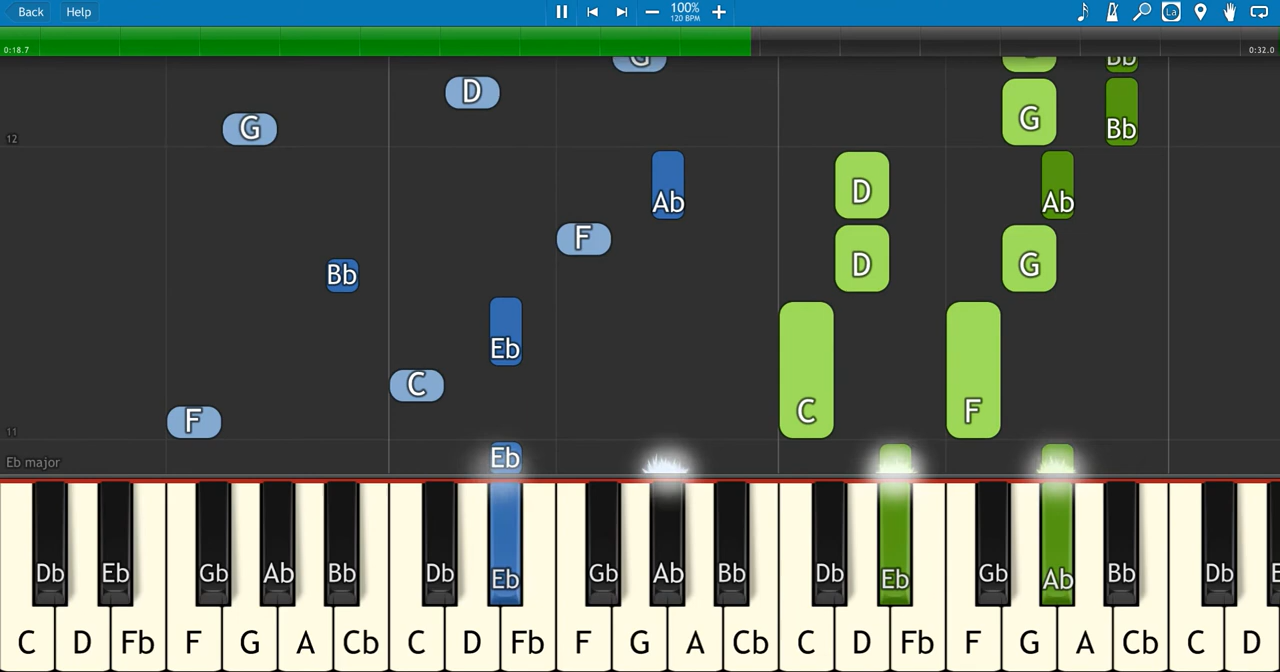 Back Help 100%
120 BPM
La
0:18.7 0:32.0
G Bb
D
G Bb
G
12
Ab D Ab
F
D G
Bb
Eb
C
C F
F
11
Eb
Eb major
Db Eb Gb Ab Bb Db Eb Gb Ab Bb Db Eb Gb Ab Bb Db E
C D Fb F G A Cb C D Fb F G A Cb C D Fb F G A Cb C D